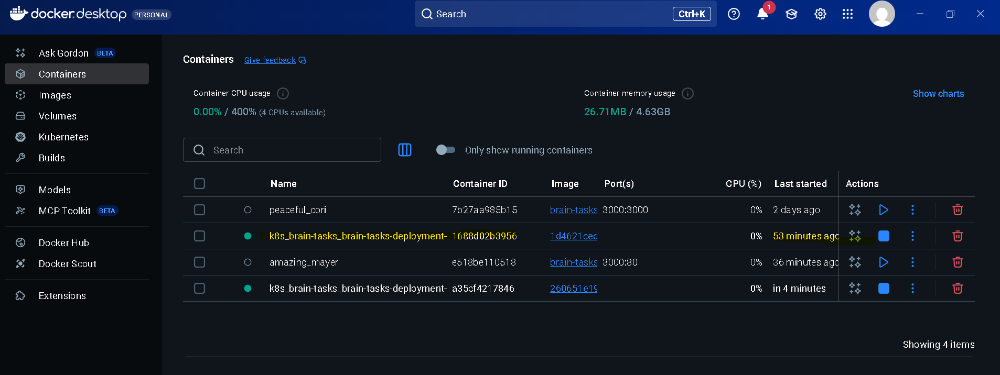 docker.desktop PERSONAL
Search
Ctrl+K
1
Ask Gordon BETA
Containers
Images
Volumes
Kubernetes
Builds
Models
MCP Toolkit BETA
Docker Hub
Docker Scout
Extensions
Containers Give feedback
Container CPU usage
0.00% / 400% (4 CPUs available)
Container memory usage
26.71MB / 4.63GB
Show charts
Search
Only show running containers
Name Container ID Image Port(s) CPU (%) Last started Actions
peaceful_cori 7b27aa985b15 brain-tasks 3000:3000 0% 2 days ago
k8s_brain-tasks_brain-tasks-deployment- 1688d02b3956 1d4621ced 0% 53 minutes ago
amazing_mayer e518be110518 brain-tasks 3000:80 0% 36 minutes ago
k8s_brain-tasks_brain-tasks-deployment- a35cf4217846 260651e19 0% in 4 minutes
Showing 4 items